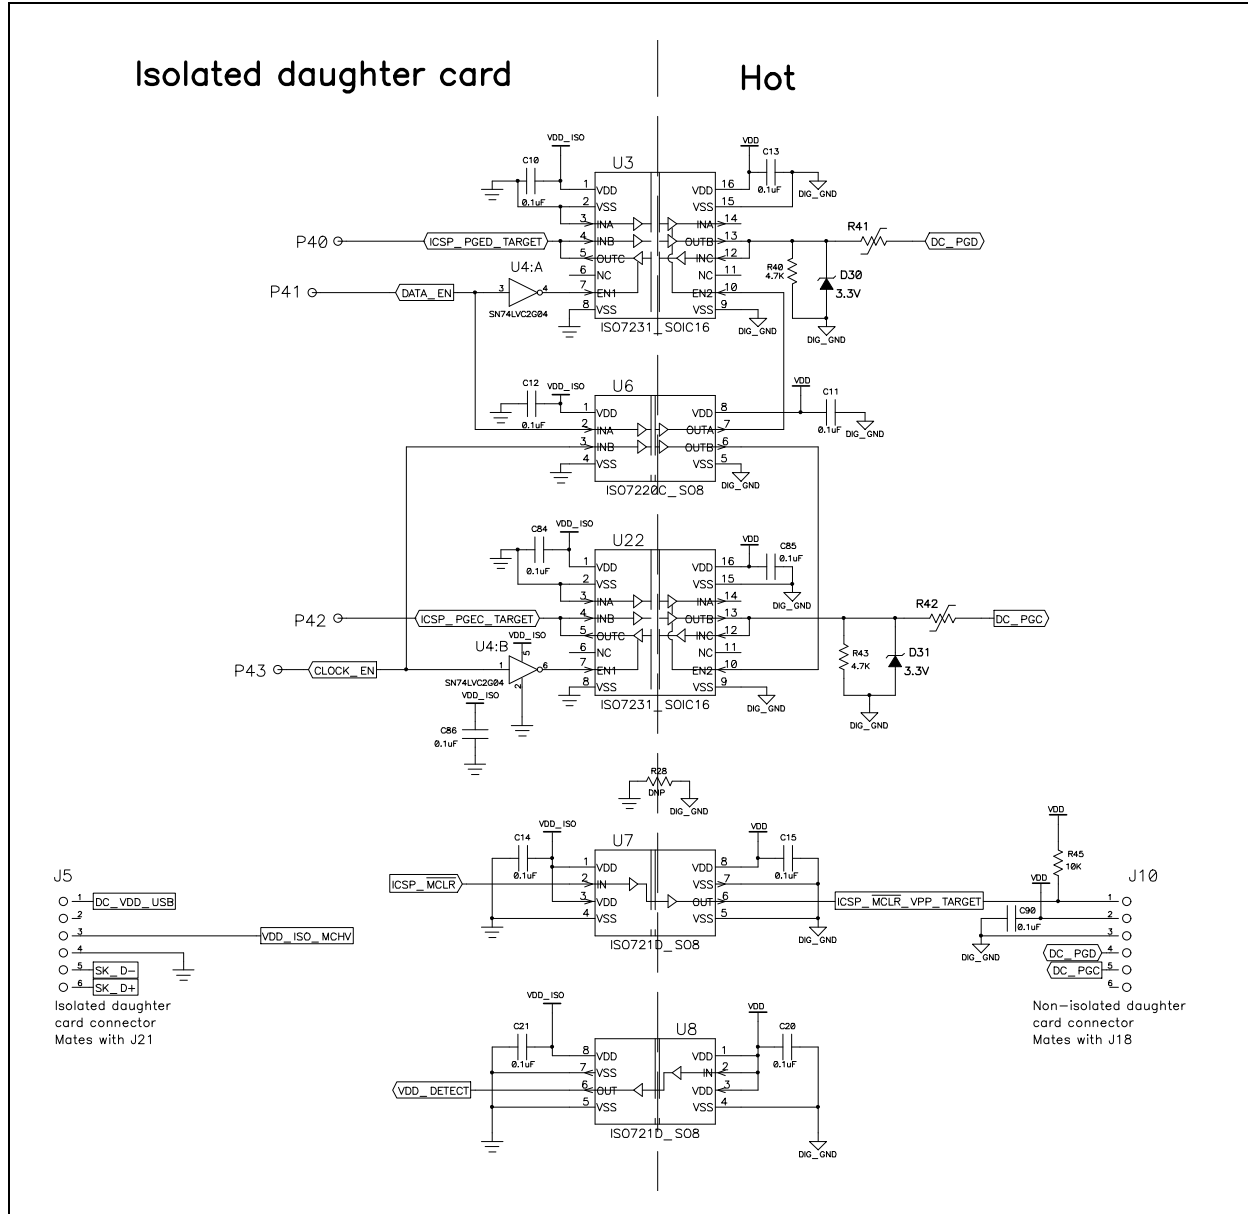 Isolated daughter card
Hot
VDD_ISO
C10
0.1uF
U3
VDD
C13
0.1uF
DIG_GND
1 VDD VDD 16
2 VSS VSS 15
3 INA INA 14
4 INB OUTB 13
5 OUTC INC 12
6 NC NC 11
7 EN1 EN2 10
8 VSS VSS 9
ISO7231_SOIC16
DIG_GND
P40
ICSP_PGED_TARGET
P41
DATA_EN
U4:A
3 4
SN74LVC2G04
R40
4.7K
D30
3.3V
DIG_GND
R41
DC_PGD
C12
0.1uF
VDD_ISO
U6
VDD
C11
0.1uF
DIG_GND
1 VDD VDD 8
2 INA OUTA 7
3 INB OUTB 6
4 VSS VSS 5
DIG_GND
ISO7220C_SO8
VDD_ISO
C84
0.1uF
U22
VDD
C85
0.1uF
DIG_GND
1 VDD VDD 16
2 VSS VSS 15
3 INA INA 14
4 INB OUTB 13
5 OUTC INC 12
6 NC NC 11
7 EN1 EN2 10
8 VSS VSS 9
ISO7231_SOIC16
DIG_GND
P42
ICSP_PGEC_TARGET
P43
CLOCK_EN
U4:B
VDD_ISO
5
1 6
2
SN74LVC2G04
VDD_ISO
C86
0.1uF
R43
4.7K
D31
3.3V
DIG_GND
R42
DC_PGC
R28
DNP
DIG_GND
VDD_ISO
C14
0.1uF
U7
VDD
C15
0.1uF
1 VDD VDD 8
2 IN VSS 7
3 VDD OUT 6
4 VSS VSS 5
ISO721D_SO8
DIG_GND
ICSP_MCLR
ICSP_MCLR_VPP_TARGET
VDD
R45
10K
VDD
C90
0.1uF
DIG_GND
J10
1
2
3
DC_PGD 4
DC_PGC 5
6
Non-isolated daughter
card connector
Mates with J18
J5
1 DC_VDD_USB
2
3 VDD_ISO_MCHV
4
5 SK_D-
6 SK_D+
Isolated daughter
card connector
Mates with J21
VDD_ISO
C21
0.1uF
U8
VDD
C20
0.1uF
8 VDD VDD 1
7 VSS IN 2
6 OUT VDD 3
5 VSS VSS 4
ISO721D_SO8
DIG_GND
VDD_DETECT